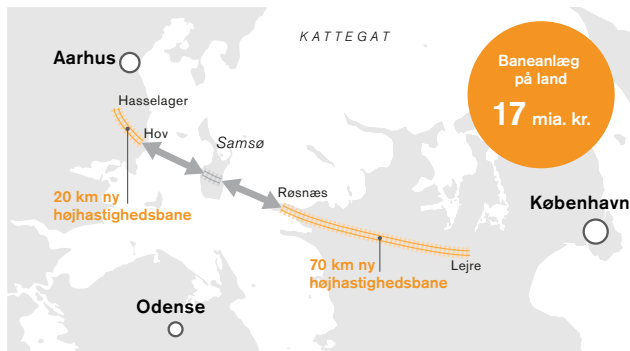 KATTEGAT
Baneanlæg
på land
17 mia. kr.
Aarhus
Hasselager
Hov
Samsø
20 km ny
højhastighedsbane
Røsnæs
København
70 km ny
højhastighedsbane
Lejre
Odense